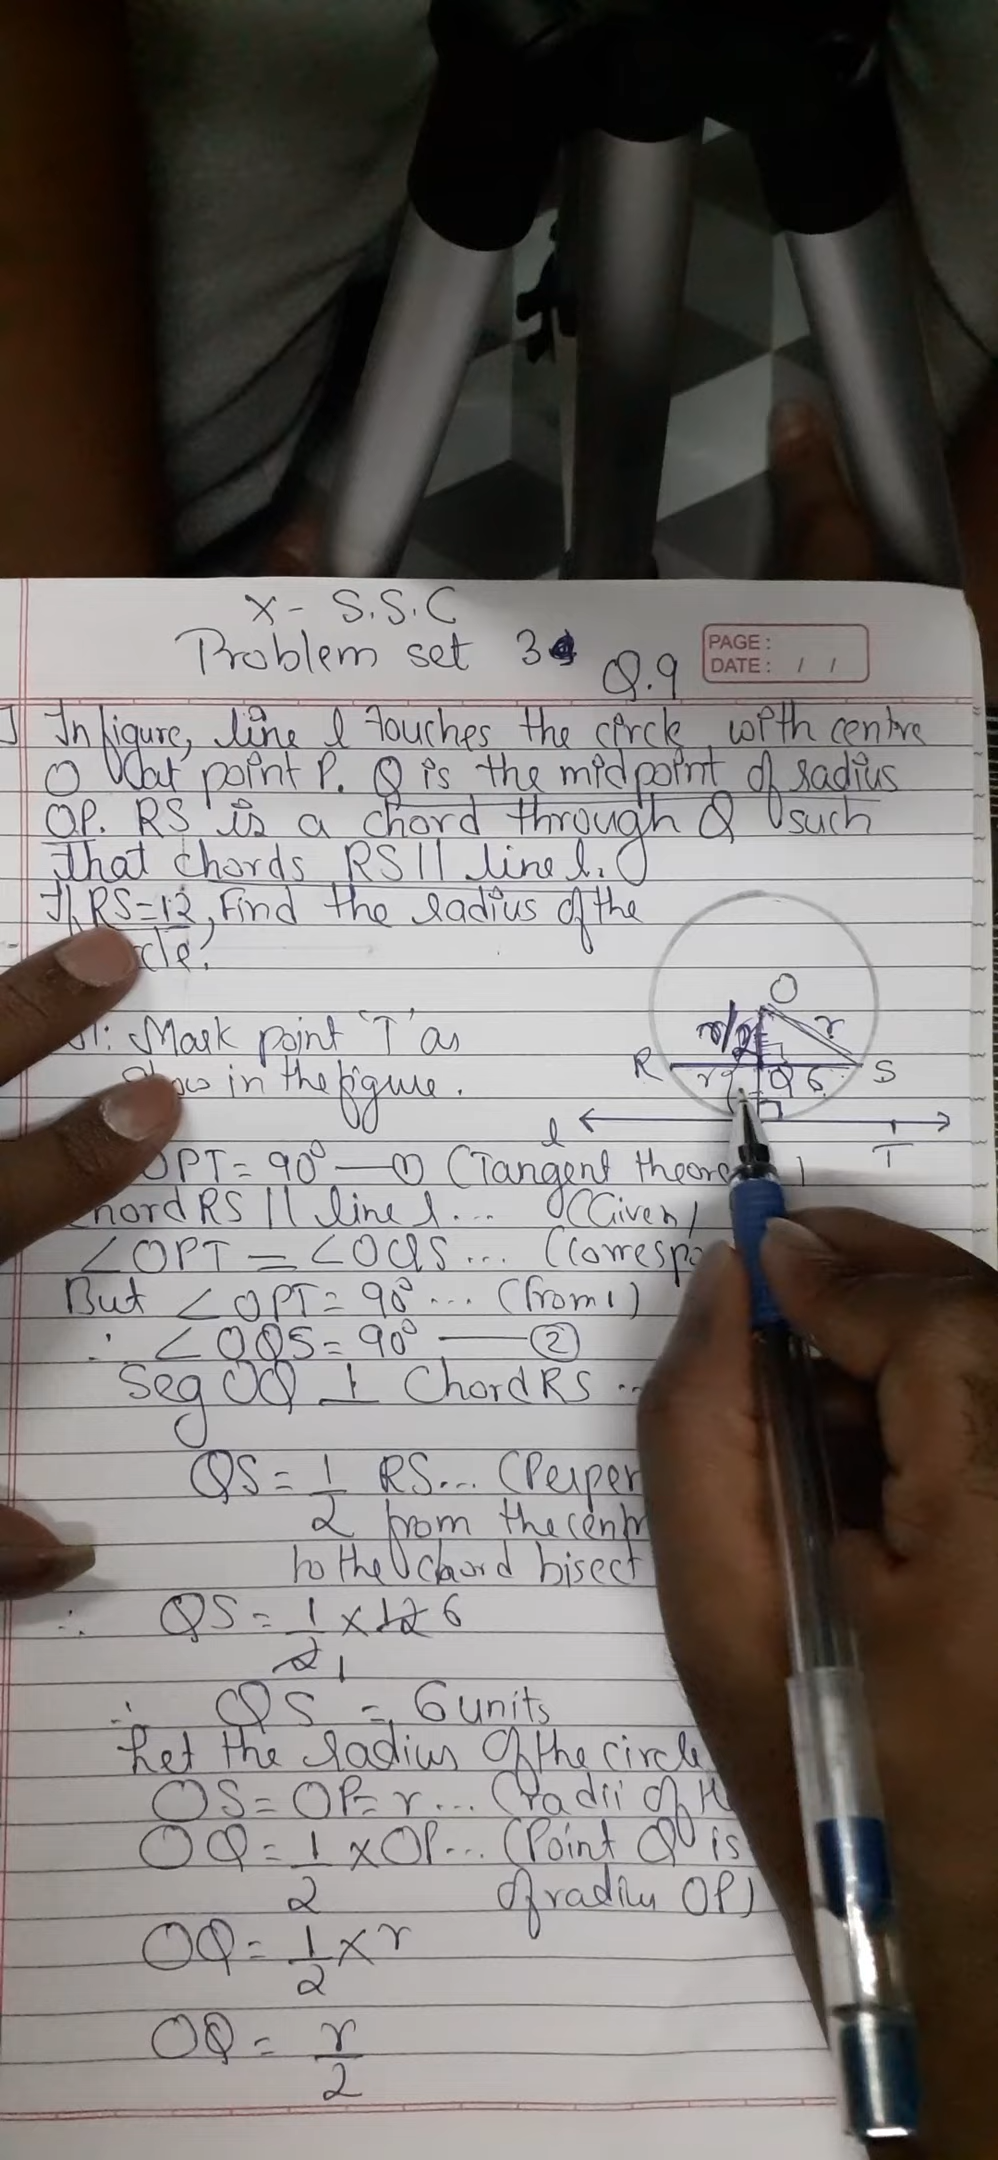 X - S.S.C
Problem set 3
Q.9
PAGE:
DATE: / /
In figure, line l touches the circle with centre
O at point P. Q is the midpoint of radius
OP. RS is a chord through Q such
that chords RS || line l.
If RS=12, Find the radius of the
cle.
Mark point 'T' as
in the figure.
O
r/2
r
R
Q
6
S
l
T
OPT = 90° — ① (Tangent theore
hord RS || line l... (Given)
∠OPT = ∠OQS... (correspo
But ∠OPT = 90°... (from 1)
∴ ∠OQS = 90° — ②
Seg OQ ⊥ Chord RS ..
QS = 1/2 RS... (Perper
from the centr
to the chord bisect
∴ QS = 1/2 × 12 6
1
∴ QS = 6 units
Let the radius of the circle
OS = OP = r... (radii of th
OQ = 1/2 × OP... (Point Q is
of radius OP)
OQ = 1/2 × r
OQ = r/2